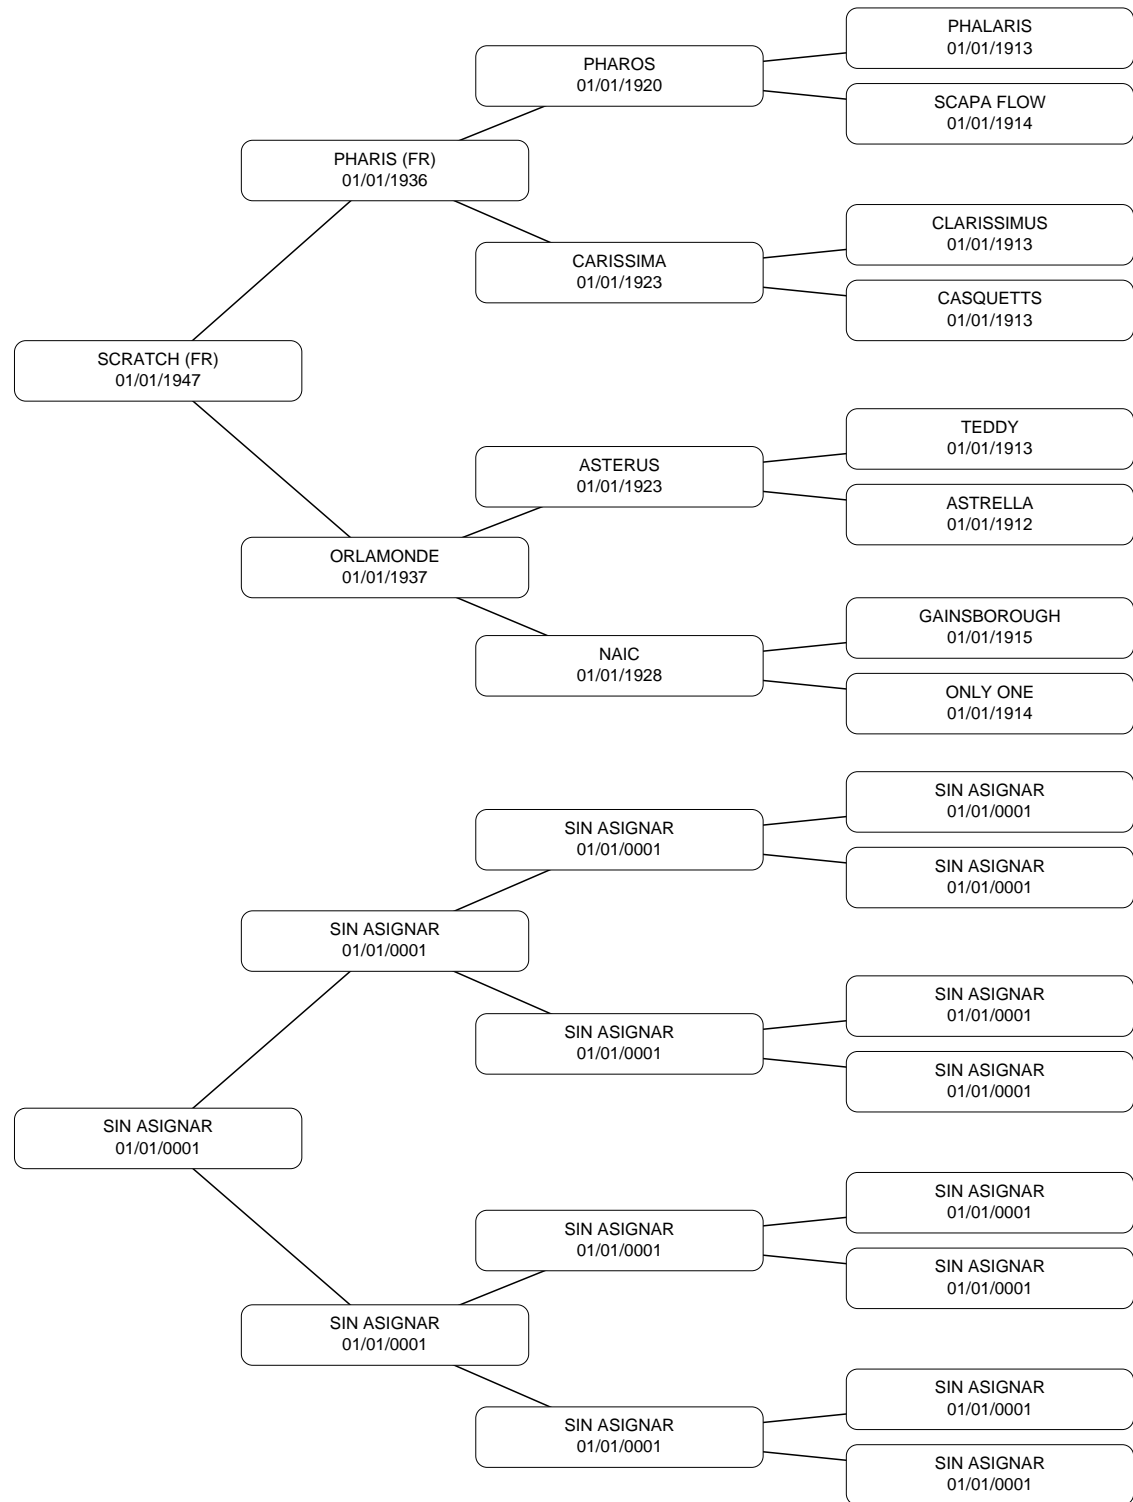 PHALARIS
01/01/1913
PHAROS
01/01/1920
SCAPA FLOW
01/01/1914
PHARIS (FR)
01/01/1936
CLARISSIMUS
01/01/1913
CARISSIMA
01/01/1923
CASQUETTS
01/01/1913
SCRATCH (FR)
01/01/1947
TEDDY
01/01/1913
ASTERUS
01/01/1923
ASTRELLA
01/01/1912
ORLAMONDE
01/01/1937
GAINSBOROUGH
01/01/1915
NAIC
01/01/1928
ONLY ONE
01/01/1914
SIN ASIGNAR
01/01/0001
SIN ASIGNAR
01/01/0001
SIN ASIGNAR
01/01/0001
SIN ASIGNAR
01/01/0001
SIN ASIGNAR
01/01/0001
SIN ASIGNAR
01/01/0001
SIN ASIGNAR
01/01/0001
SIN ASIGNAR
01/01/0001
SIN ASIGNAR
01/01/0001
SIN ASIGNAR
01/01/0001
SIN ASIGNAR
01/01/0001
SIN ASIGNAR
01/01/0001
SIN ASIGNAR
01/01/0001
SIN ASIGNAR
01/01/0001
SIN ASIGNAR
01/01/0001